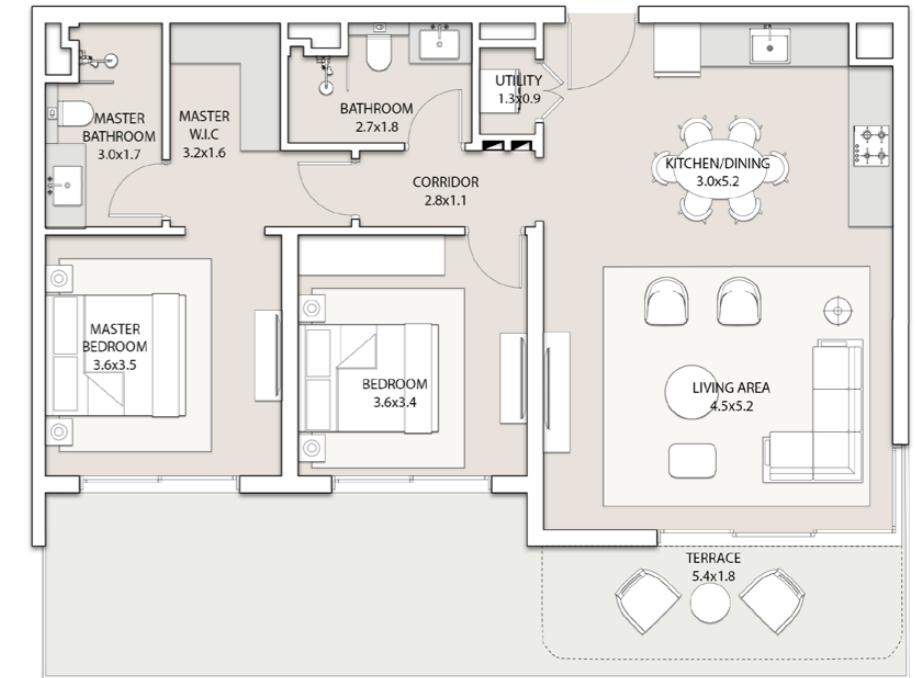 UTILITY
1.3x0.9
BATHROOM
2.7x1.8
MASTER
BATHROOM
3.0x1.7
MASTER
W.I.C
3.2x1.6
KITCHEN/DINING
3.0x5.2
CORRIDOR
2.8x1.1
MASTER
BEDROOM
3.6x3.5
BEDROOM
3.6x3.4
LIVING AREA
4.5x5.2
TERRACE
5.4x1.8